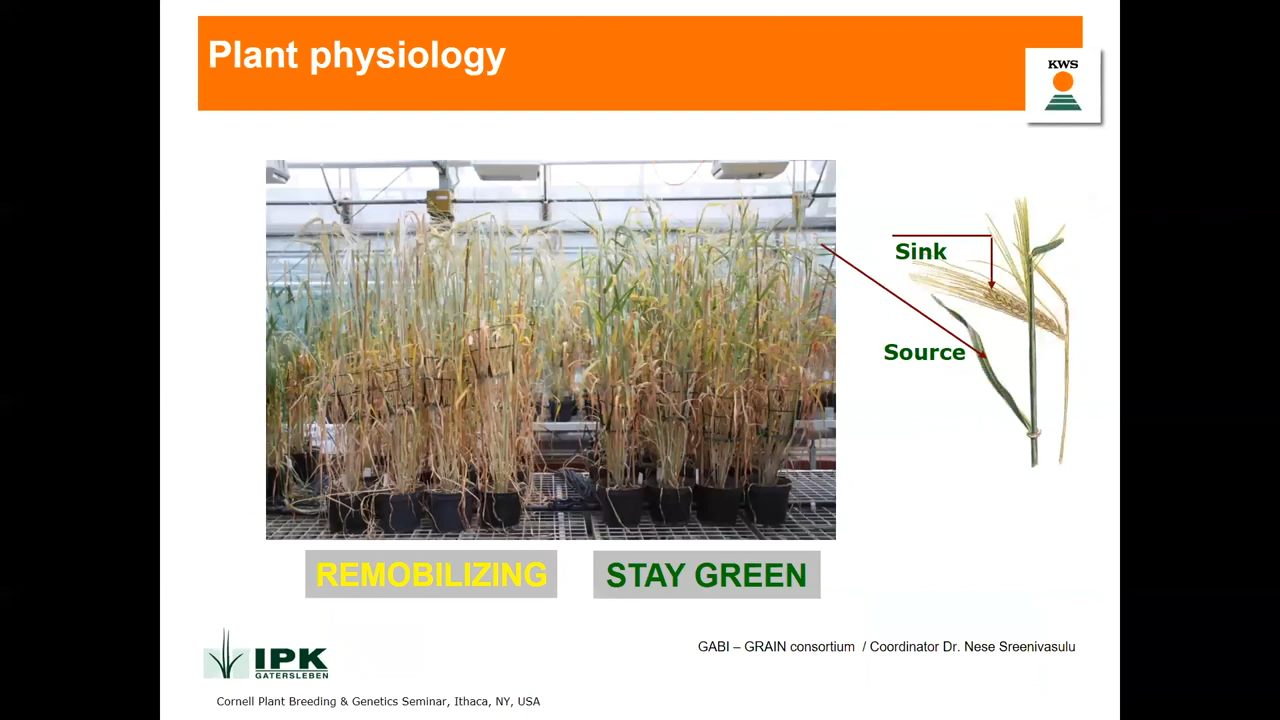 Plant physiology
KWS
Sink
Source
REMOBILIZING
STAY GREEN
IPK
GATERSLEBEN
GABI – GRAIN consortium / Coordinator Dr. Nese Sreenivasulu
Cornell Plant Breeding & Genetics Seminar, Ithaca, NY, USA